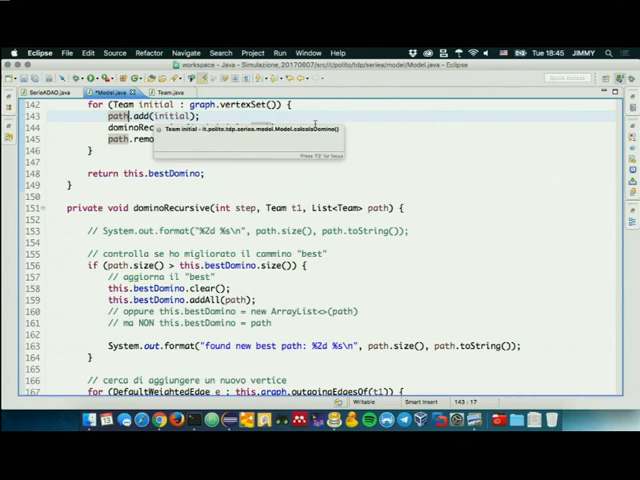 Eclipse File Edit Source Refactor Navigate Search Project Run Window Help Tue 18:45 JIMMY
workspace - Simulazione_20170807/src/it/polito/tdp/seriea/model/Model.java - Eclipse
SerieADAO.java *Model.java Team.java
142 for (Team initial : graph.vertexSet()) {
143 path.add(initial);
144 dominoRec
145 path.remo
146 }
147
148 return this.bestDomino;
149 }
150
151 private void dominoRecursive(int step, Team t1, List<Team> path) {
152
153 // System.out.format("%2d %s\n", path.size(), path.toString());
154
155 // controlla se ho migliorato il cammino "best"
156 if (path.size() > this.bestDomino.size()) {
157 // aggiorna il "best"
158 this.bestDomino.clear();
159 this.bestDomino.addAll(path);
160 // oppure this.bestDomino = new ArrayList<>(path)
161 // ma NON this.bestDomino = path
162
163 System.out.format("found new best path: %2d %s\n", path.size(), path.toString());
164 }
165
166 // cerca di aggiungere un nuovo vertice
167 for (DefaultWeightedEdge e : this.graph.outgoingEdgesOf(t1)) {
Team initial - it.polito.tdp.seriea.model.Model.calcolaDomino()
Press 'F2' for focus
Writable Smart Insert 143 : 17